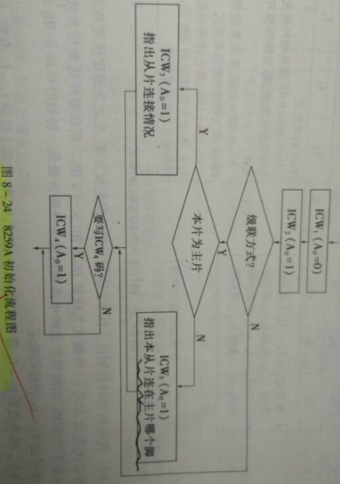 ICW₁(A₀=0)
ICW₂(A₀=1)
级联方式?
N
Y
本片为主片
Y
N
ICW₃(A₀=1)
指出从片连接情况
ICW₃(A₀=1)
指出本从片连在主片哪个脚
要写ICW₄码?
N
Y
ICW₄(A₀=1)
图 8-24 8259A 初始化流程图